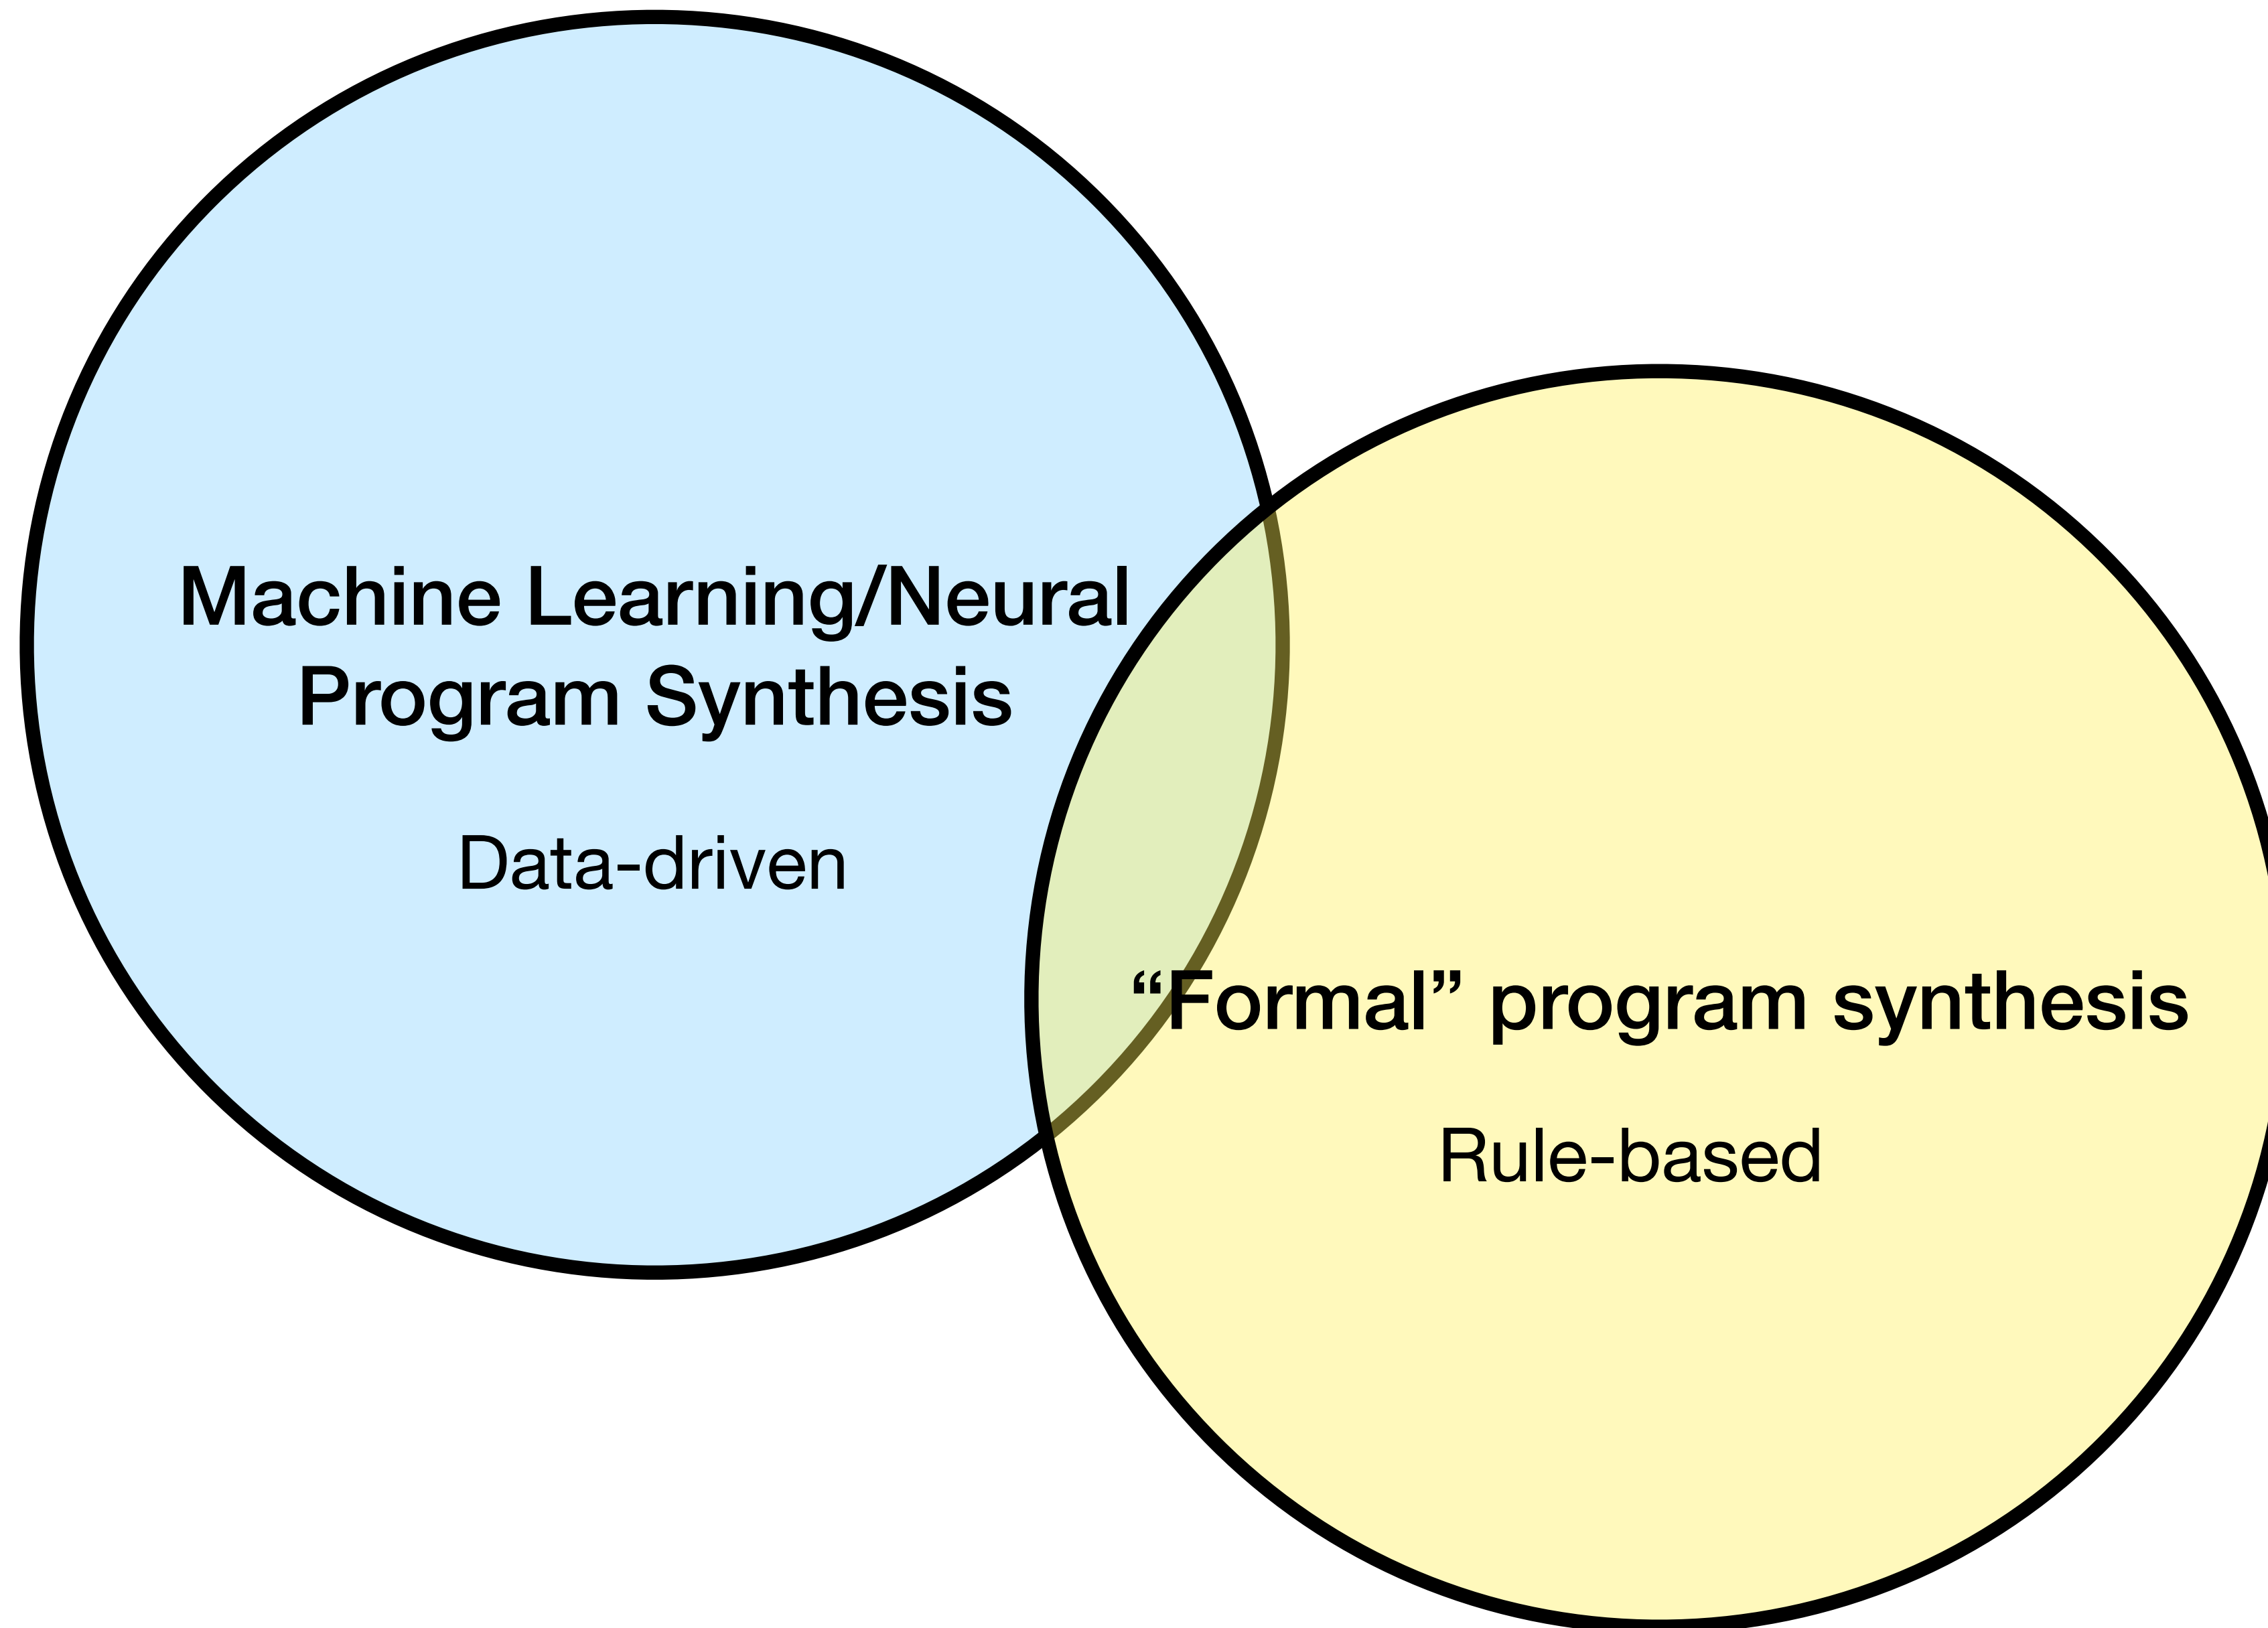 Machine Learning/Neural
Program Synthesis
Data-driven
“Formal” program synthesis
Rule-based